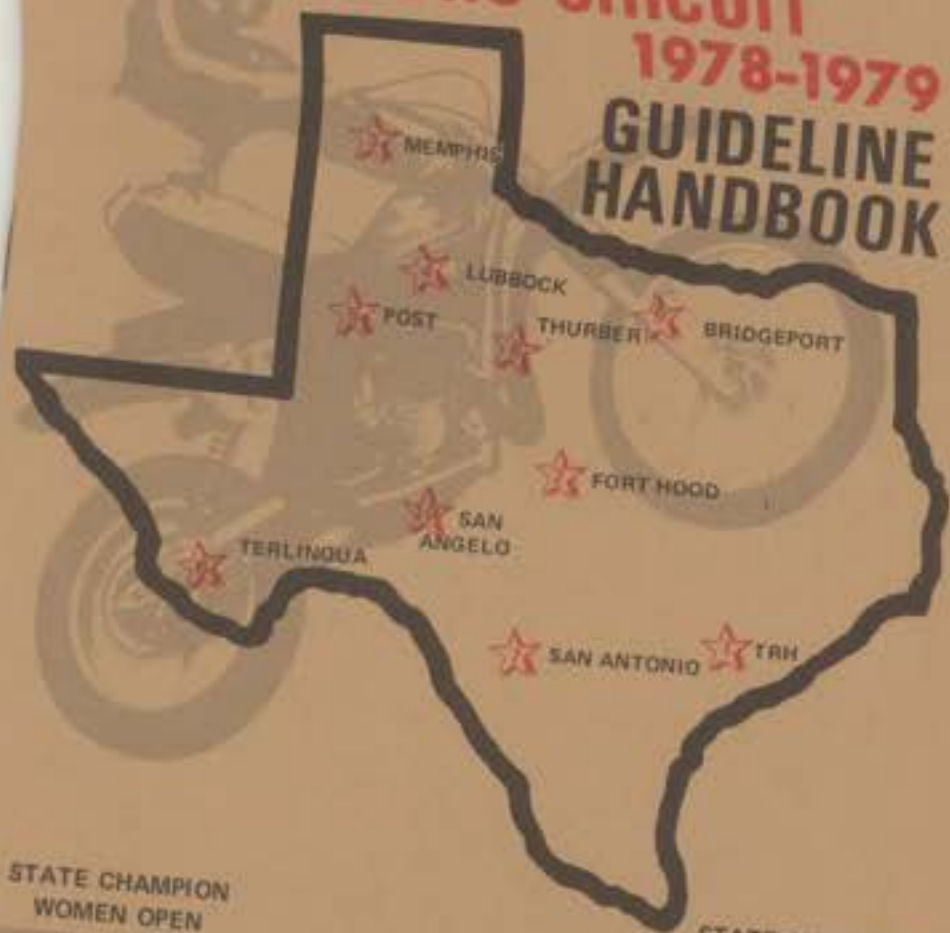 CIRCUIT
1978-1979
GUIDELINE
HANDBOOK
MEMPHIS
LUBBOCK
POST
THURBER
BRIDGEPORT
FORT HOOD
SAN
ANGELO
TERLINGUA
SAN ANTONIO
TRH
STATE CHAMPION
WOMEN OPEN